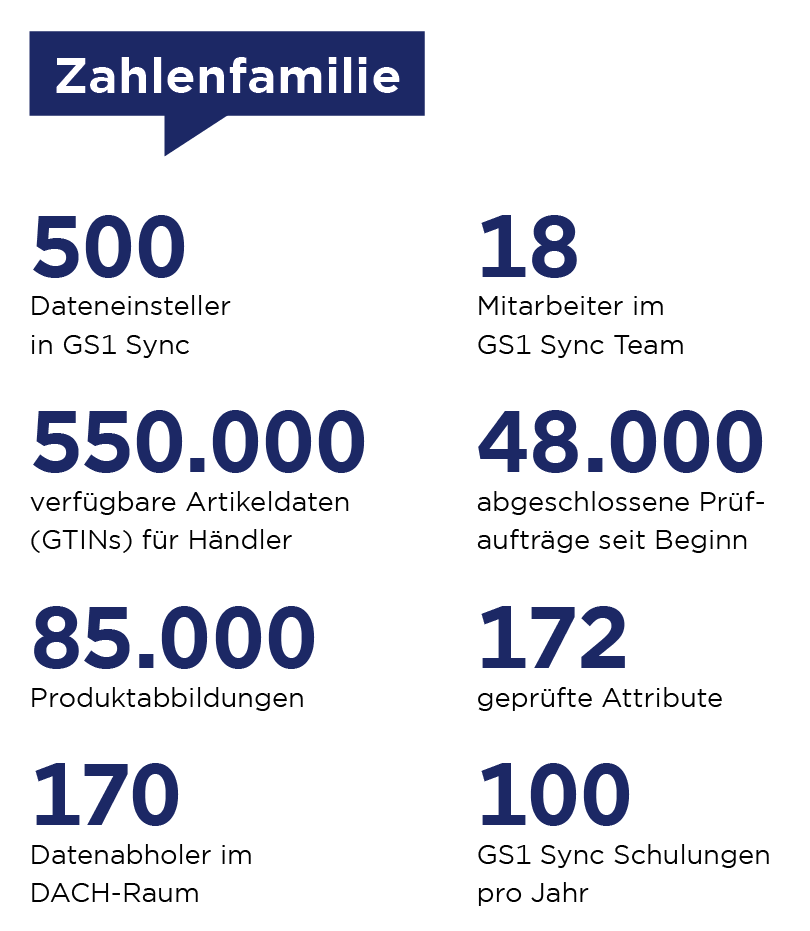 Zahlenfamilie
500
Dateneinsteller
in GS1 Sync
18
Mitarbeiter im
GS1 Sync Team
550.000
verfügbare Artikeldaten
(GTINs) für Händler
48.000
abgeschlossene Prüf-
aufträge seit Beginn
85.000
Produktabbildungen
172
geprüfte Attribute
170
Datenabholer im
DACH-Raum
100
GS1 Sync Schulungen
pro Jahr